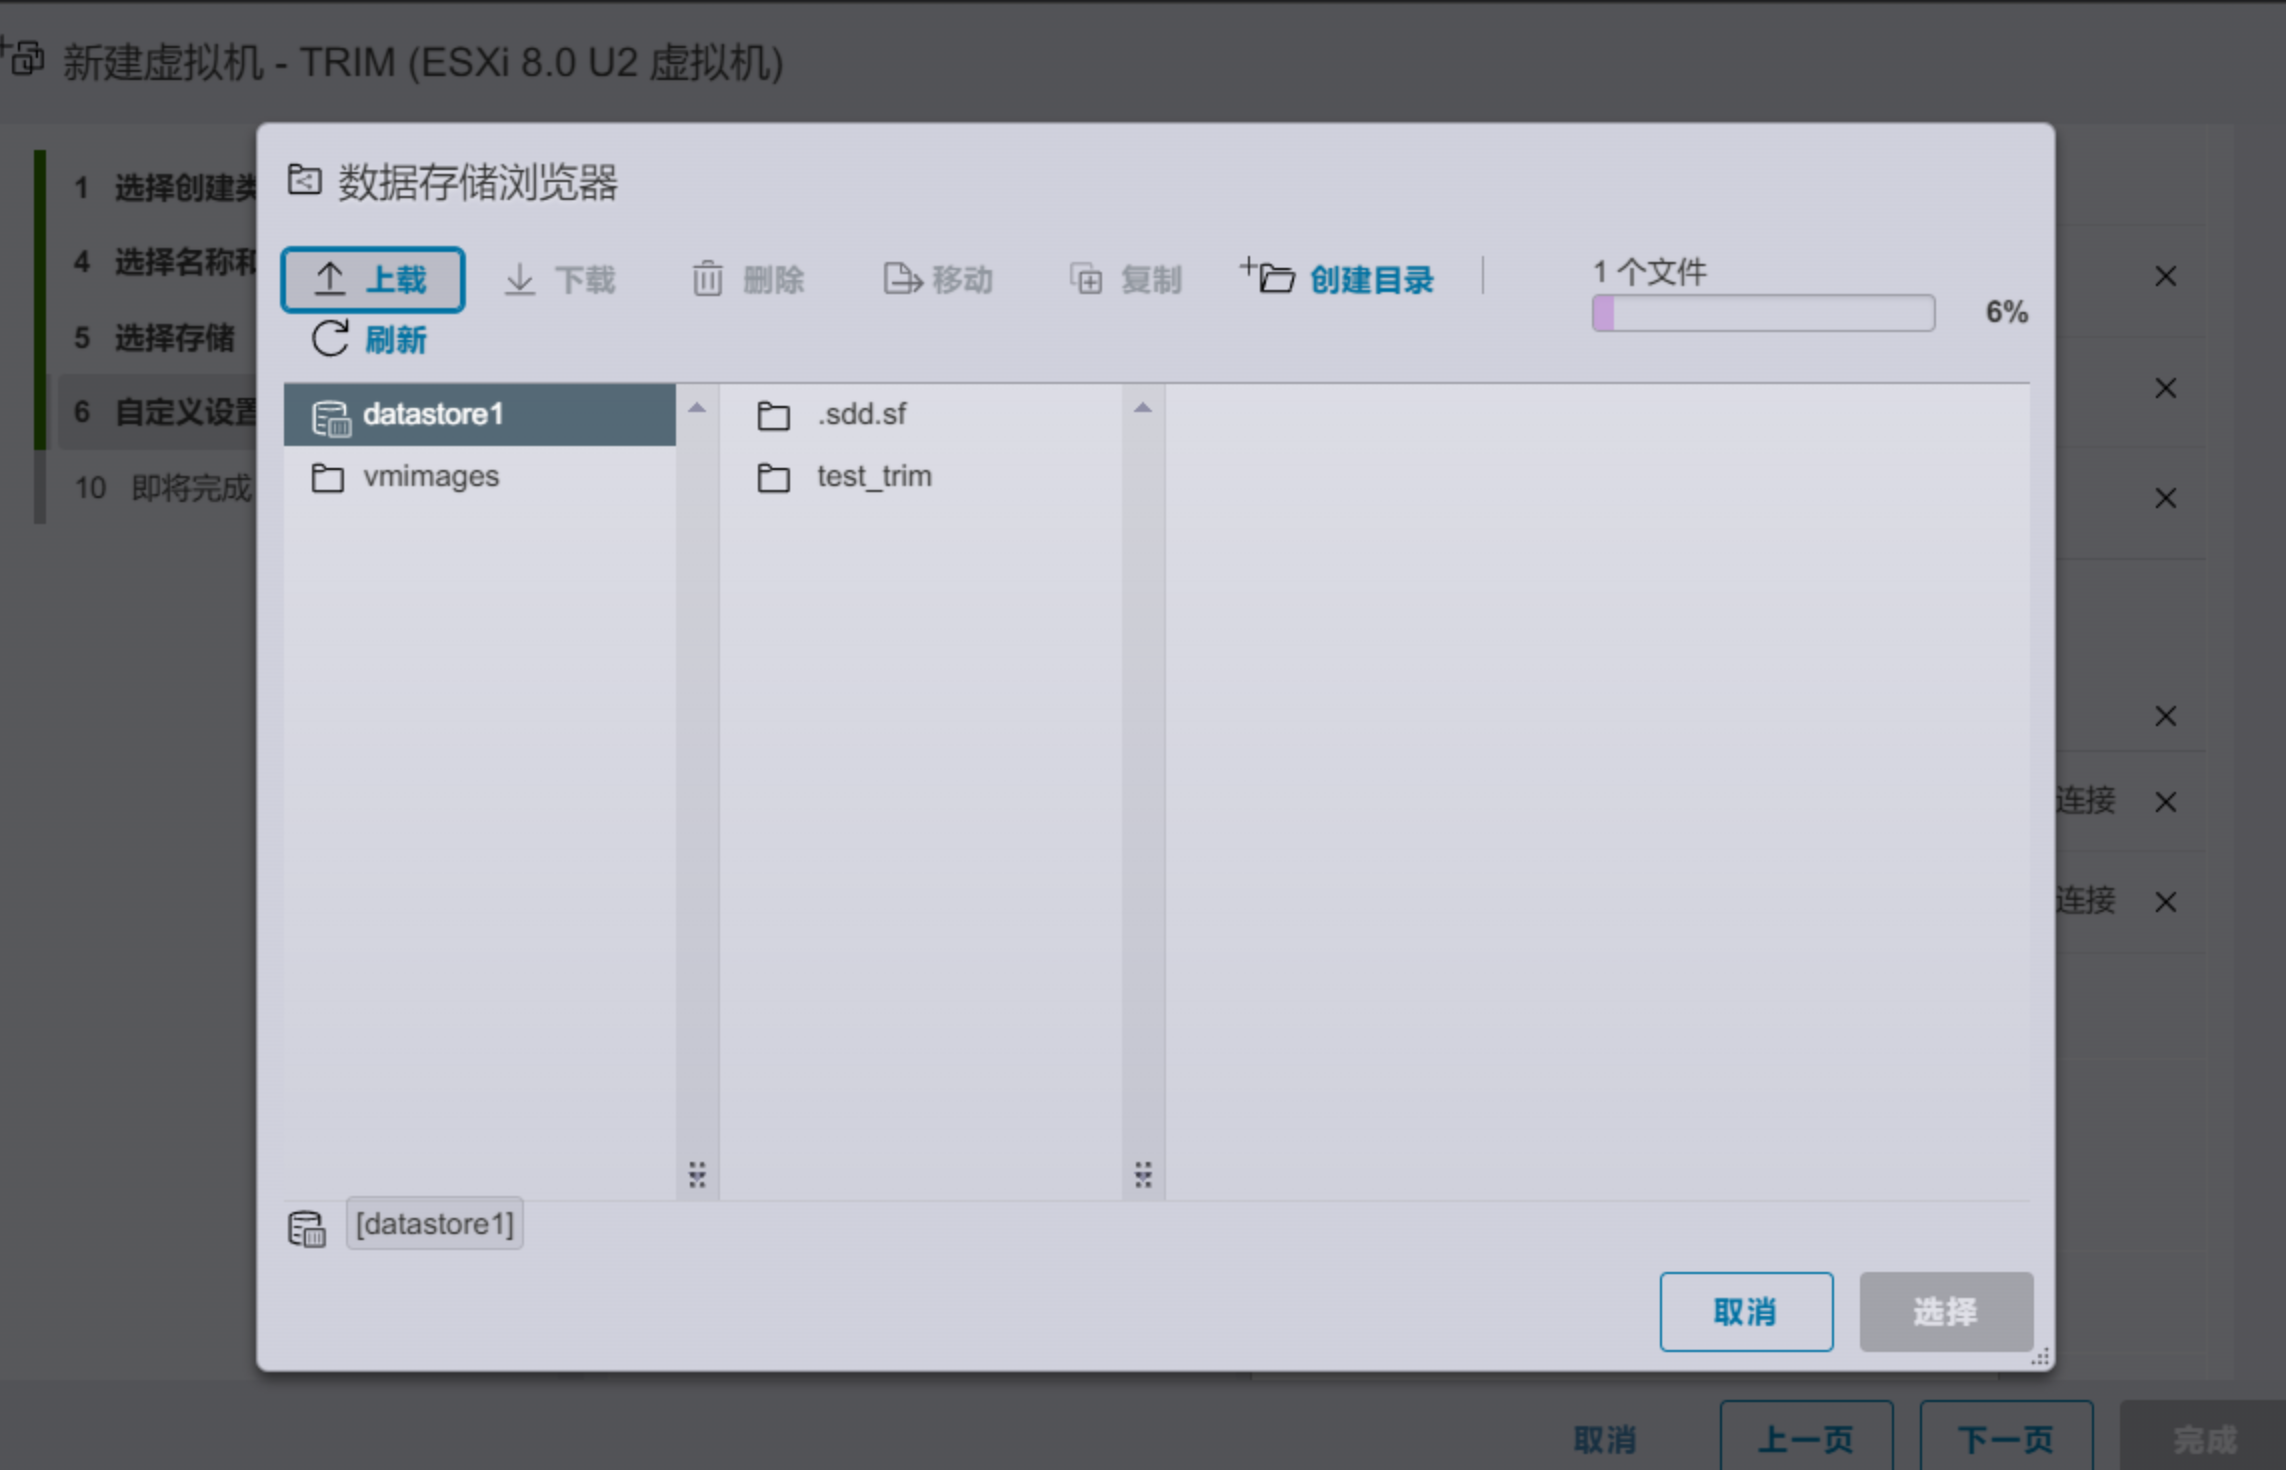 新建虚拟机 - TRIM (ESXi 8.0 U2 虚拟机)
1 选择创建类
4 选择名称和
5 选择存储
6 自定义设置
10 即将完成
数据存储浏览器
上载 下载 删除 移动 复制 创建目录 1 个文件
6%
刷新
datastore1 .sdd.sf
vmimages test_trim
连接
连接
[datastore1]
取消 选择
取消 上一页 下一页 完成